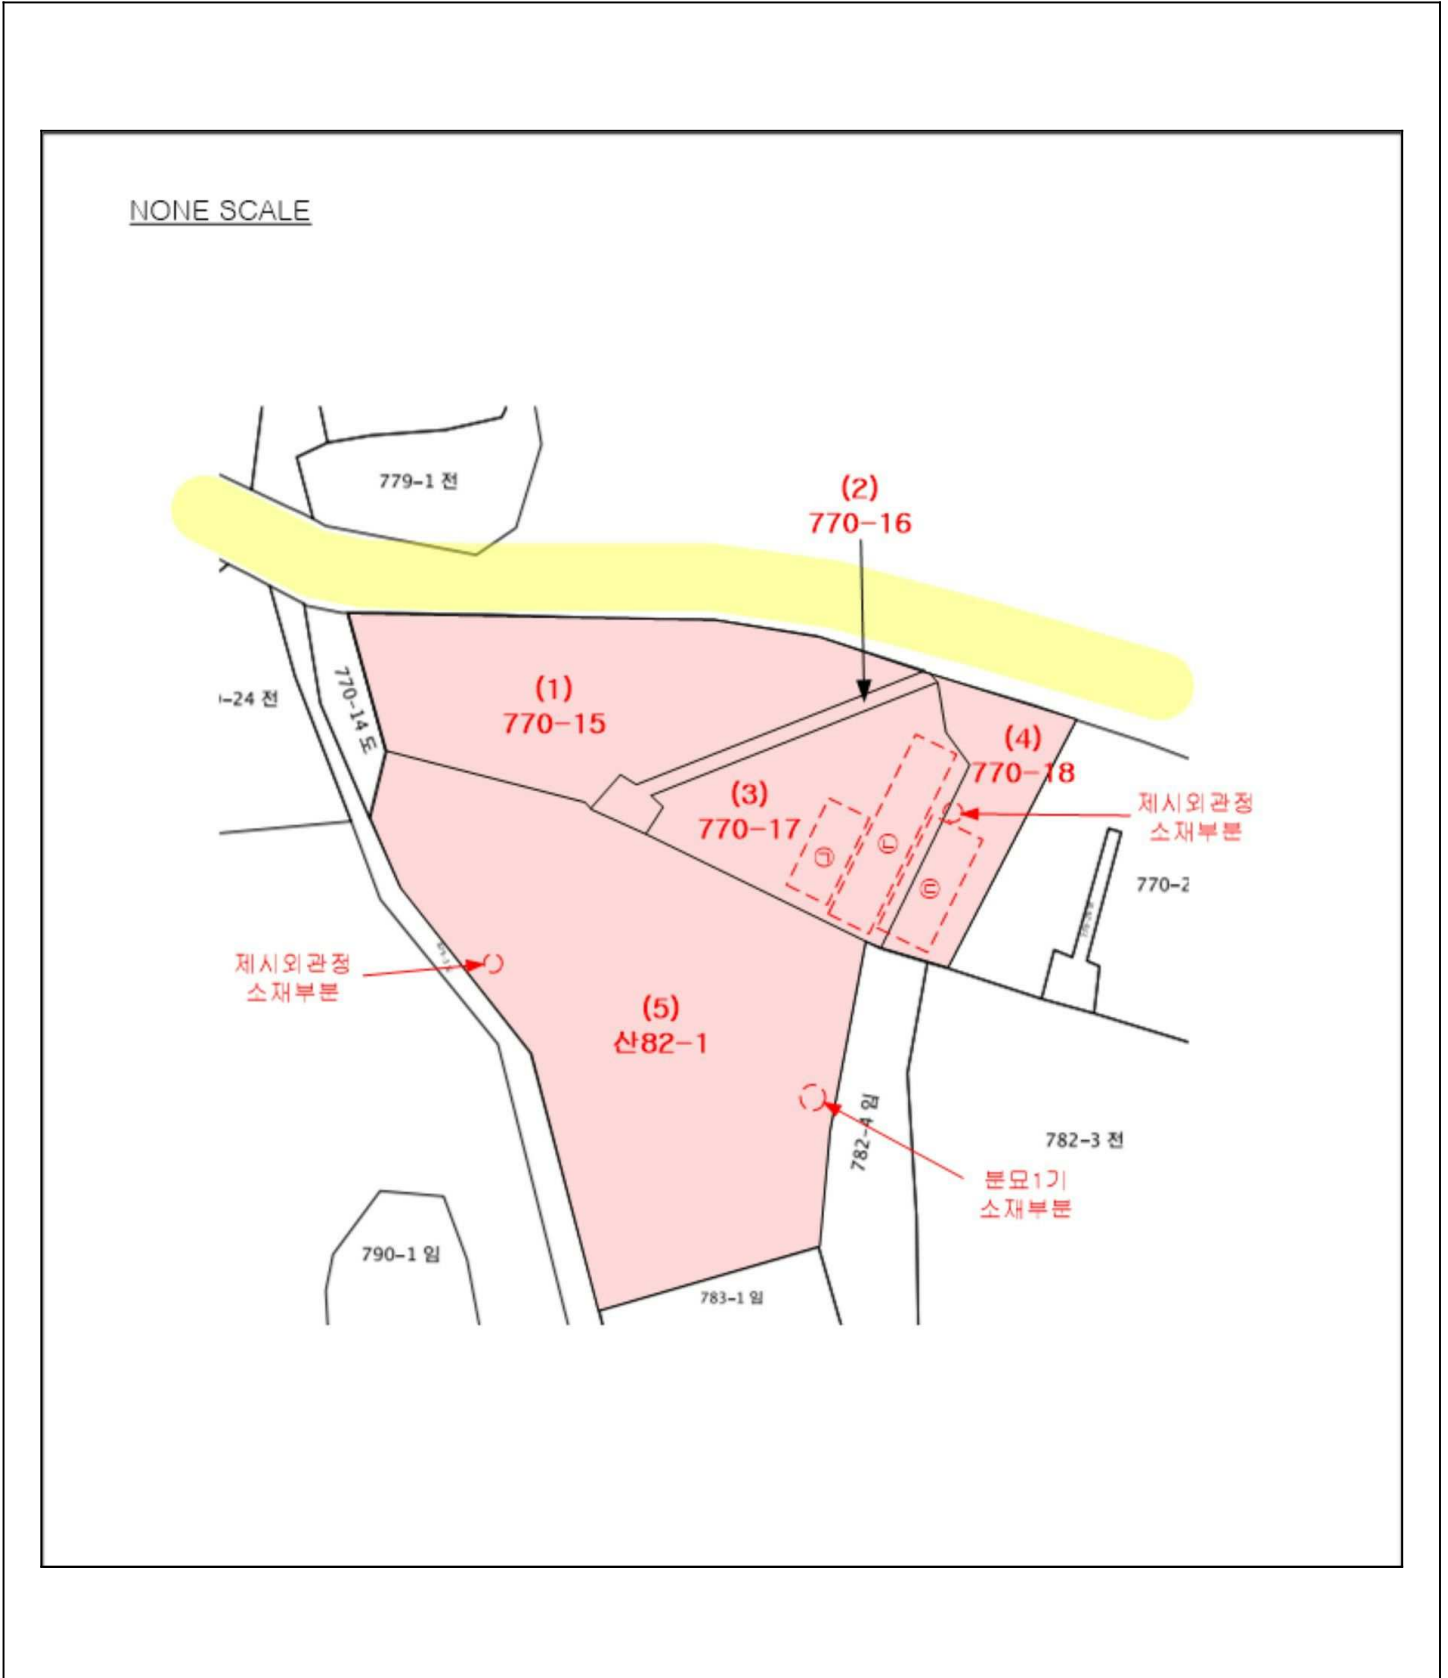 NONE SCALE
779-1 전
(2)
770-16
(1)
770-15
-24 전
770-14 도
(4)
770-18
(3)
770-17
제시외관정
소재부분
㉠
㉡
770-2
제시외관정
소재부분
(5)
산82-1
782-4 임
782-3 전
분묘1기
소재부분
790-1 임
783-1 임